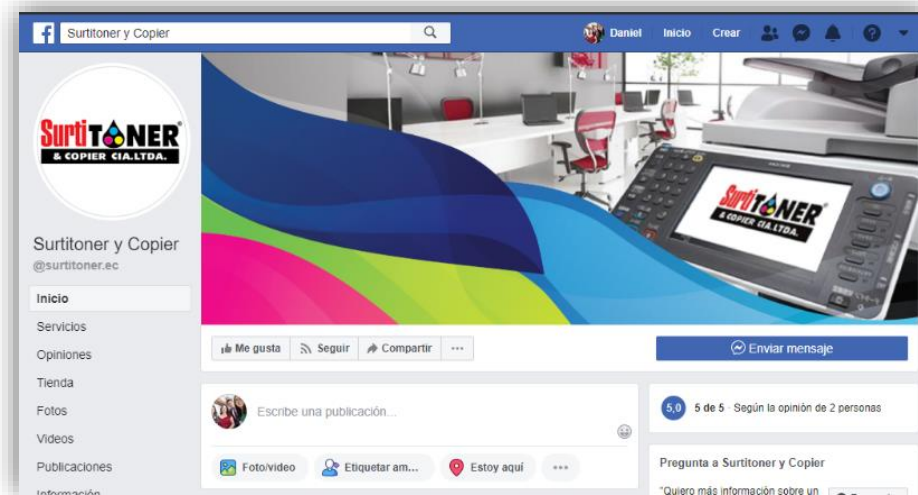 Surtitoner y Copier
Daniel
Inicio
Crear
SurtiTONER
& COPIER CIA.LTDA.
SurtiTONER
& COPIER CIA.LTDA.
Surtitoner y Copier
@surtitoner.ec
Inicio
Servicios
Opiniones
Tienda
Fotos
Videos
Publicaciones
Información
Me gusta
Seguir
Compartir
Enviar mensaje
Escribe una publicación...
Foto/video
Etiquetar am...
Estoy aquí
5,0
5 de 5 · Según la opinión de 2 personas
Pregunta a Surtitoner y Copier
"Quiero más información sobre un